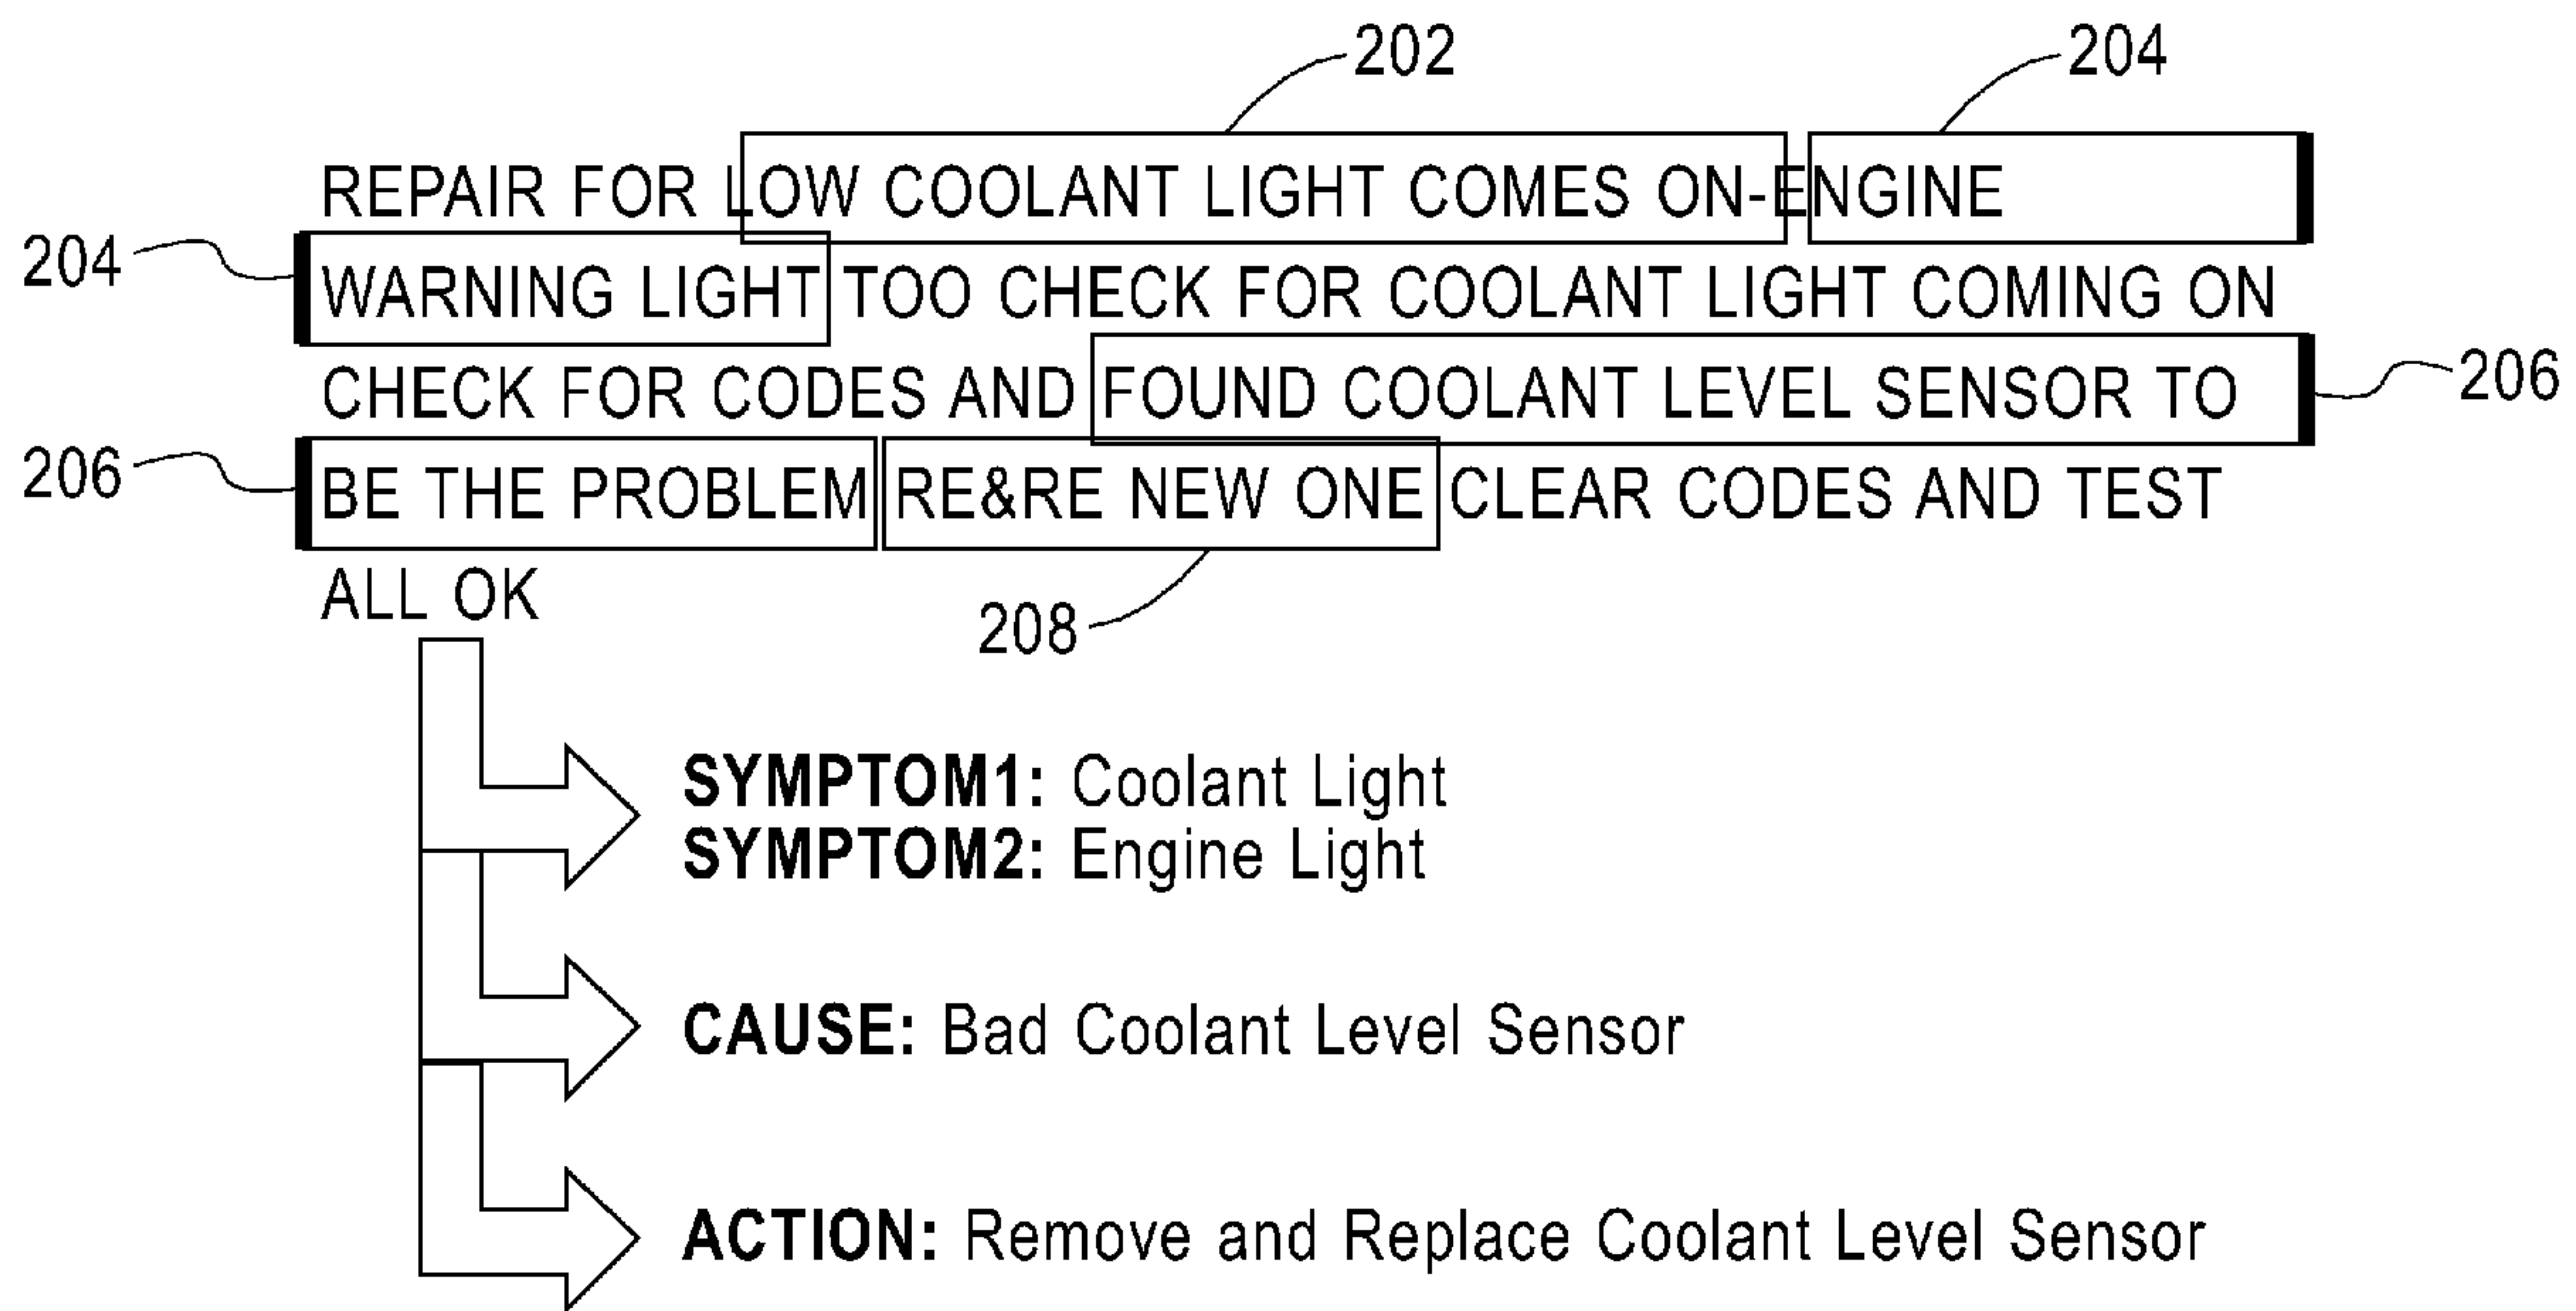 202
204
REPAIR FOR LOW COOLANT LIGHT COMES ON-ENGINE
204
WARNING LIGHT TOO CHECK FOR COOLANT LIGHT COMING ON
CHECK FOR CODES AND FOUND COOLANT LEVEL SENSOR TO
206
206
BE THE PROBLEM RE&RE NEW ONE CLEAR CODES AND TEST
ALL OK
208
SYMPTOM1: Coolant Light
SYMPTOM2: Engine Light
CAUSE: Bad Coolant Level Sensor
ACTION: Remove and Replace Coolant Level Sensor